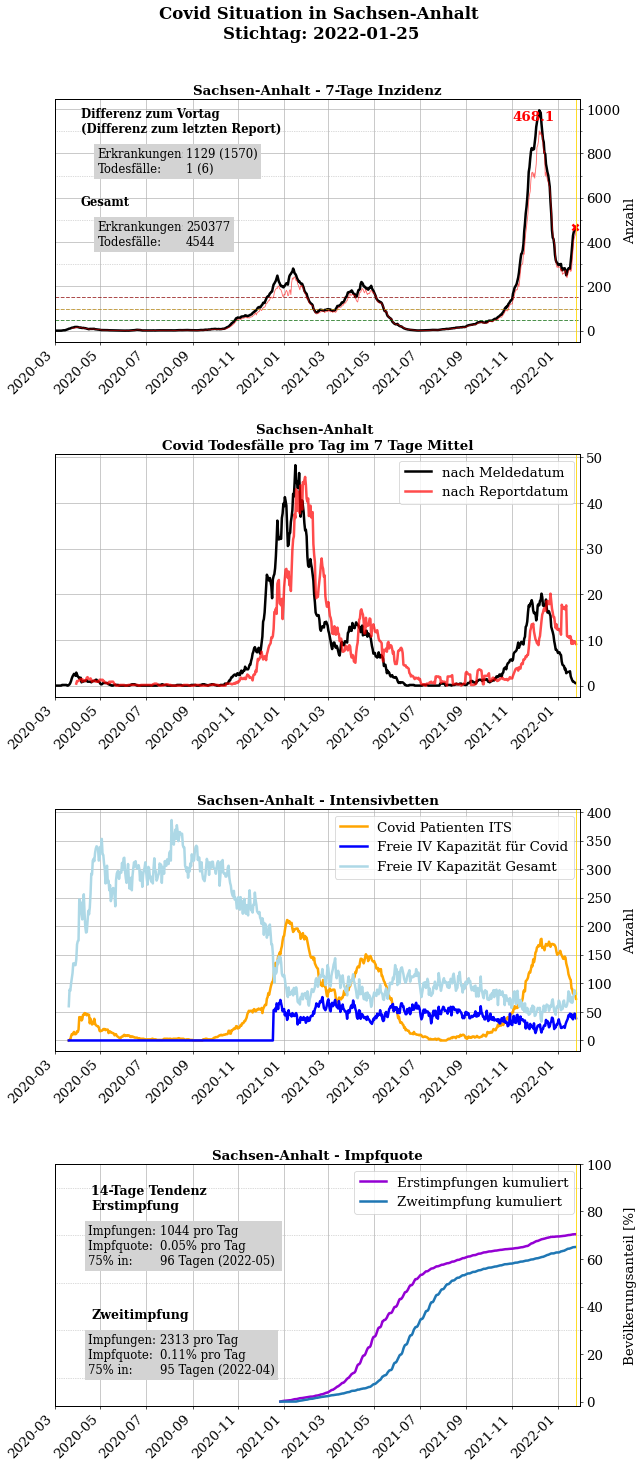 Covid Situation in Sachsen-Anhalt
Stichtag: 2022-01-25
Sachsen-Anhalt - 7-Tage Inzidenz
Differenz zum Vortag
(Differenz zum letzten Report)
Erkrankungen 1129 (1570)
Todesfälle: 1 (6)
Gesamt
Erkrankungen 250377
Todesfälle: 4544
468.1
1000
800
600
400
200
0
Anzahl
2020-03
2020-05
2020-07
2020-09
2020-11
2021-01
2021-03
2021-05
2021-07
2021-09
2021-11
2022-01
Sachsen-Anhalt
Covid Todesfälle pro Tag im 7 Tage Mittel
nach Meldedatum
nach Reportdatum
50
40
30
20
10
0
2020-03
2020-05
2020-07
2020-09
2020-11
2021-01
2021-03
2021-05
2021-07
2021-09
2021-11
2022-01
Sachsen-Anhalt - Intensivbetten
Covid Patienten ITS
Freie IV Kapazität für Covid
Freie IV Kapazität Gesamt
400
350
300
250
200
150
100
50
0
Anzahl
2020-03
2020-05
2020-07
2020-09
2020-11
2021-01
2021-03
2021-05
2021-07
2021-09
2021-11
2022-01
Sachsen-Anhalt - Impfquote
14-Tage Tendenz
Erstimpfung
Impfungen: 1044 pro Tag
Impfquote: 0.05% pro Tag
75% in: 96 Tagen (2022-05)
Zweitimpfung
Impfungen: 2313 pro Tag
Impfquote: 0.11% pro Tag
75% in: 95 Tagen (2022-04)
Erstimpfungen kumuliert
Zweitimpfung kumuliert
100
80
60
40
20
0
Bevölkerungsanteil [%]
2020-03
2020-05
2020-07
2020-09
2020-11
2021-01
2021-03
2021-05
2021-07
2021-09
2021-11
2022-01